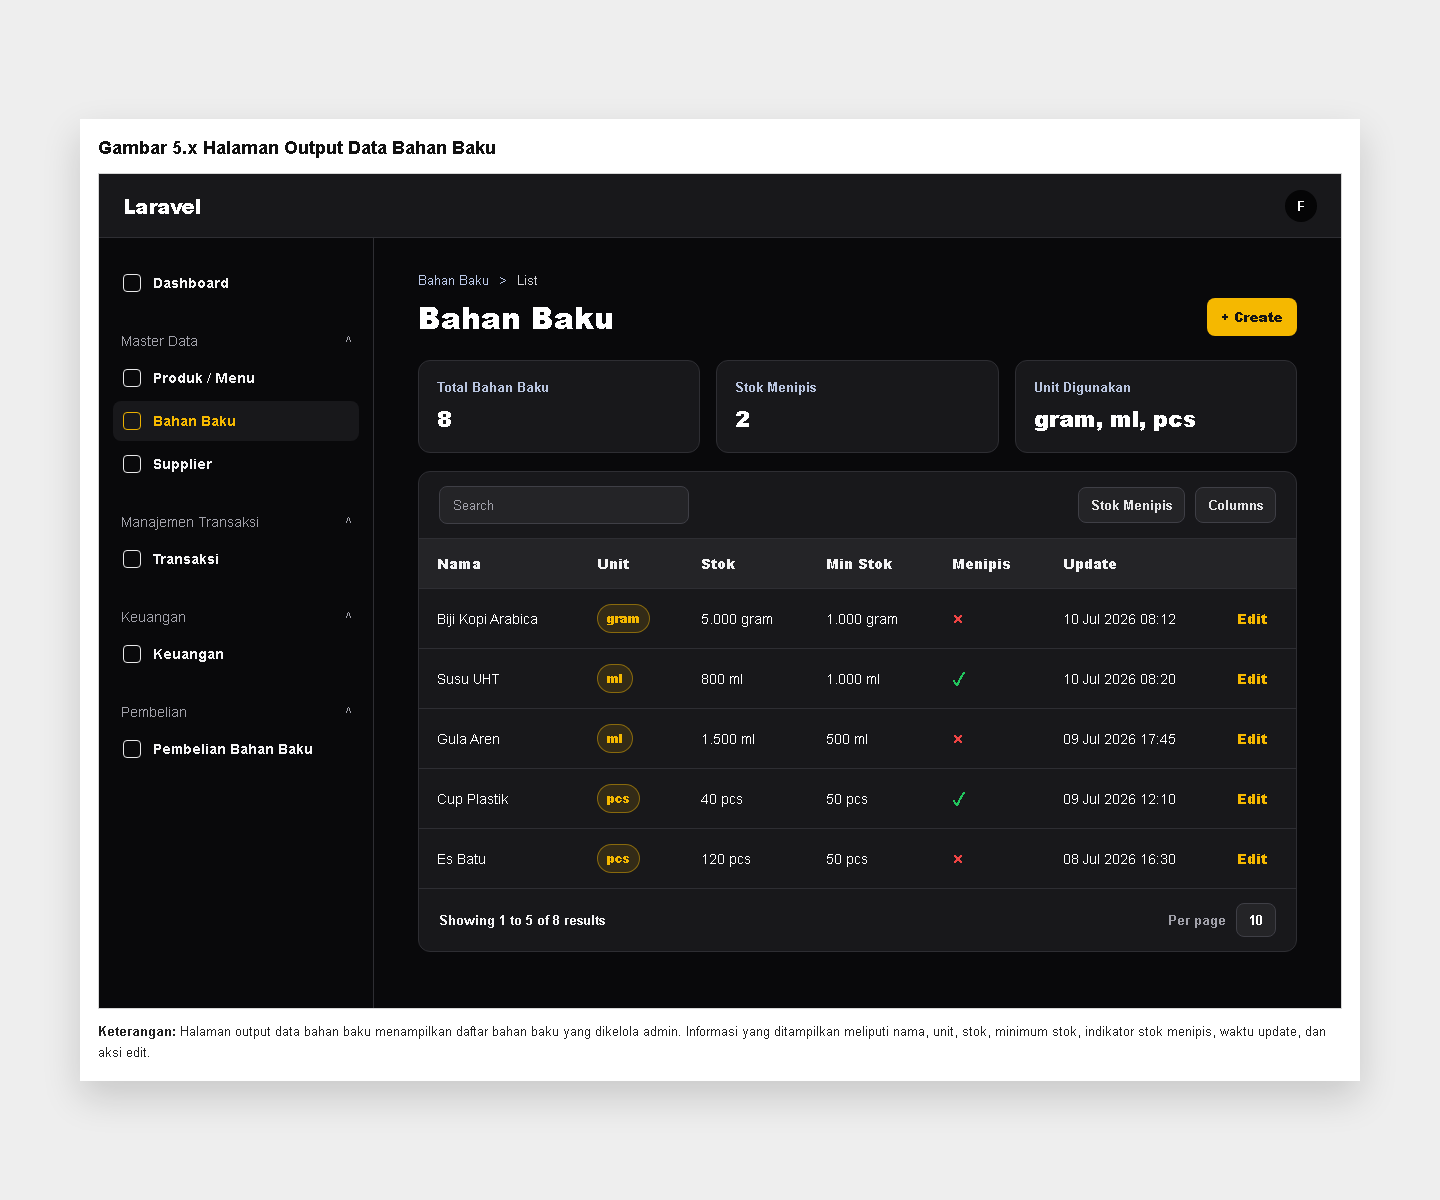 Gambar 5.x Halaman Output Data Bahan Baku
Laravel
F
Dashboard
Master Data ^
Produk / Menu
Bahan Baku
Supplier
Manajemen Transaksi ^
Transaksi
Keuangan ^
Keuangan
Pembelian ^
Pembelian Bahan Baku
Bahan Baku > List
Bahan Baku
+ Create
Total Bahan Baku
8
Stok Menipis
2
Unit Digunakan
gram, ml, pcs
Search
Stok Menipis Columns
Nama Unit Stok Min Stok Menipis Update
Biji Kopi Arabica gram 5.000 gram 1.000 gram × 10 Jul 2026 08:12 Edit
Susu UHT ml 800 ml 1.000 ml ✓ 10 Jul 2026 08:20 Edit
Gula Aren ml 1.500 ml 500 ml × 09 Jul 2026 17:45 Edit
Cup Plastik pcs 40 pcs 50 pcs ✓ 09 Jul 2026 12:10 Edit
Es Batu pcs 120 pcs 50 pcs × 08 Jul 2026 16:30 Edit
Showing 1 to 5 of 8 results
Per page 10
Keterangan: Halaman output data bahan baku menampilkan daftar bahan baku yang dikelola admin. Informasi yang ditampilkan meliputi nama, unit, stok, minimum stok, indikator stok menipis, waktu update, dan
aksi edit.